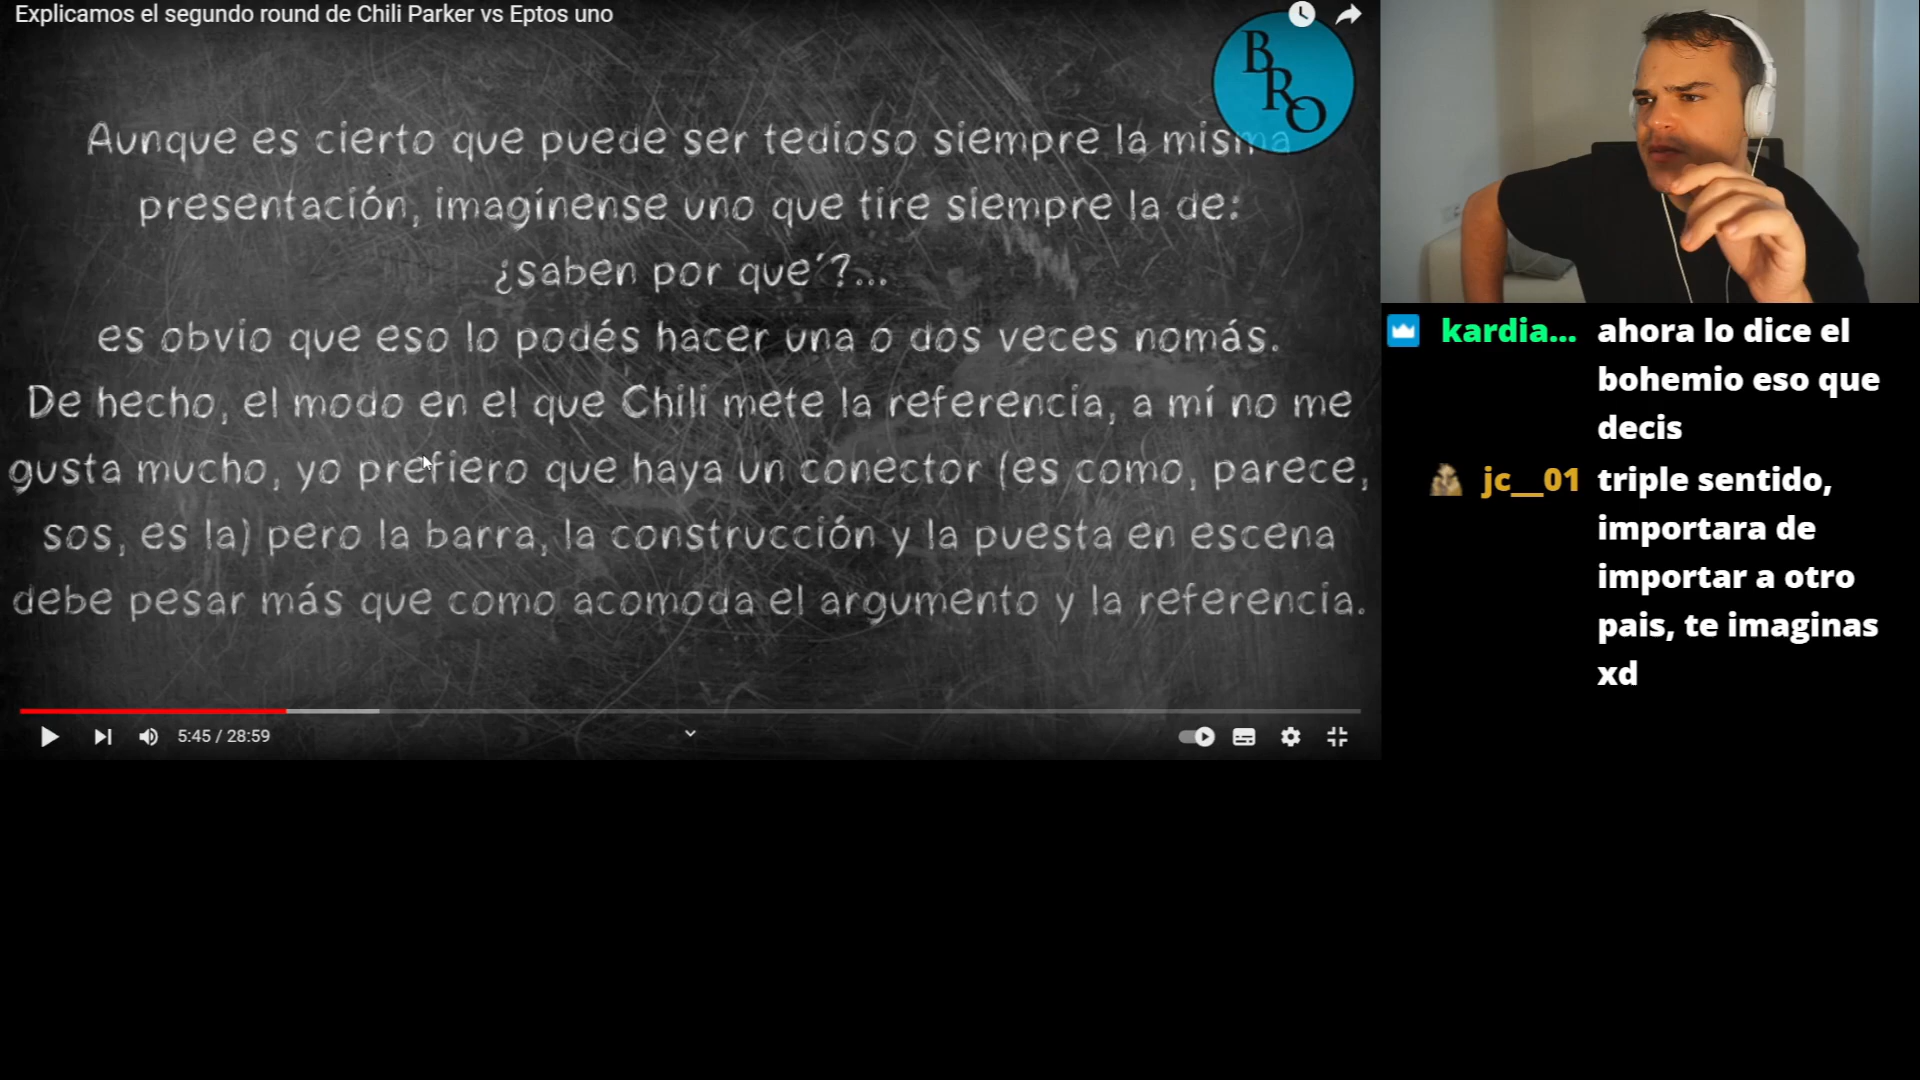 Explicamos el segundo round de Chili Parker vs Eptos uno
BRO
Aunque es cierto que puede ser tedioso siempre la misma
presentación, imagínense uno que tire siempre la de:
¿saben por que´?...
es obvio que eso lo podés hacer una o dos veces nomás.
De hecho, el modo en el que Chili mete la referencia, a mí no me
gusta mucho, yo prefiero que haya un conector (es como, parece,
sos, es la) pero la barra, la construcción y la puesta en escena
debe pesar más que como acomoda el argumento y la referencia.
5:45 / 28:59
kardia... ahora lo dice el
bohemio eso que
decis
jc__01 triple sentido,
importara de
importar a otro
pais, te imaginas
xd